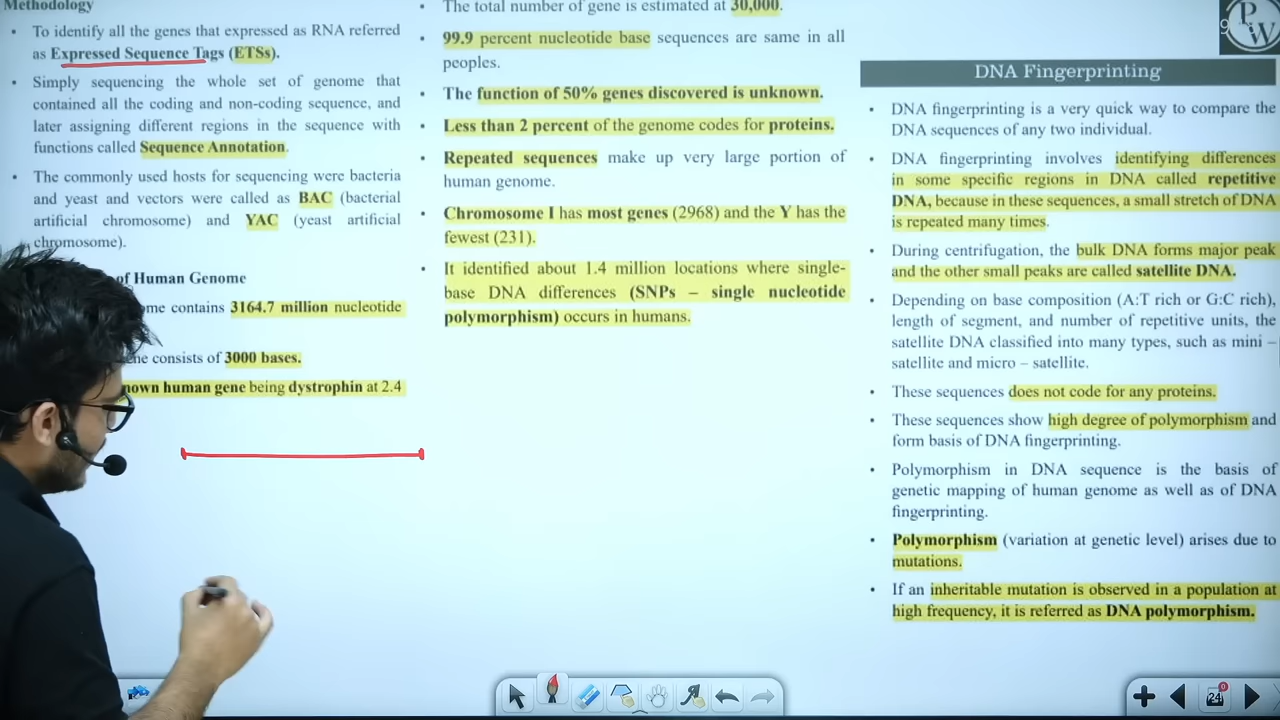 Methodology
• To identify all the genes that expressed as RNA referred
as Expressed Sequence Tags (ETSs).
• Simply sequencing the whole set of genome that
contained all the coding and non-coding sequence, and
later assigning different regions in the sequence with
functions called Sequence Annotation.
• The commonly used hosts for sequencing were bacteria
and yeast and vectors were called as BAC (bacterial
artificial chromosome) and YAC (yeast artificial
chromosome).
of Human Genome
contains 3164.7 million nucleotide
consists of 3000 bases.
human gene being dystrophin at 2.4
• The total number of gene is estimated at 30,000.
• 99.9 percent nucleotide base sequences are same in all
peoples.
• The function of 50% genes discovered is unknown.
• Less than 2 percent of the genome codes for proteins.
• Repeated sequences make up very large portion of
human genome.
• Chromosome I has most genes (2968) and the Y has the
fewest (231).
• It identified about 1.4 million locations where single-
base DNA differences (SNPs – single nucleotide
polymorphism) occurs in humans.
PW
DNA Fingerprinting
• DNA fingerprinting is a very quick way to compare the
DNA sequences of any two individual.
• DNA fingerprinting involves identifying differences
in some specific regions in DNA called repetitive
DNA, because in these sequences, a small stretch of DNA
is repeated many times.
• During centrifugation, the bulk DNA forms major peak
and the other small peaks are called satellite DNA.
• Depending on base composition (A:T rich or G:C rich),
length of segment, and number of repetitive units, the
satellite DNA classified into many types, such as mini –
satellite and micro – satellite.
• These sequences does not code for any proteins.
• These sequences show high degree of polymorphism and
form basis of DNA fingerprinting.
• Polymorphism in DNA sequence is the basis of
genetic mapping of human genome as well as of DNA
fingerprinting.
• Polymorphism (variation at genetic level) arises due to
mutations.
• If an inheritable mutation is observed in a population at
high frequency, it is referred as DNA polymorphism.
24
0